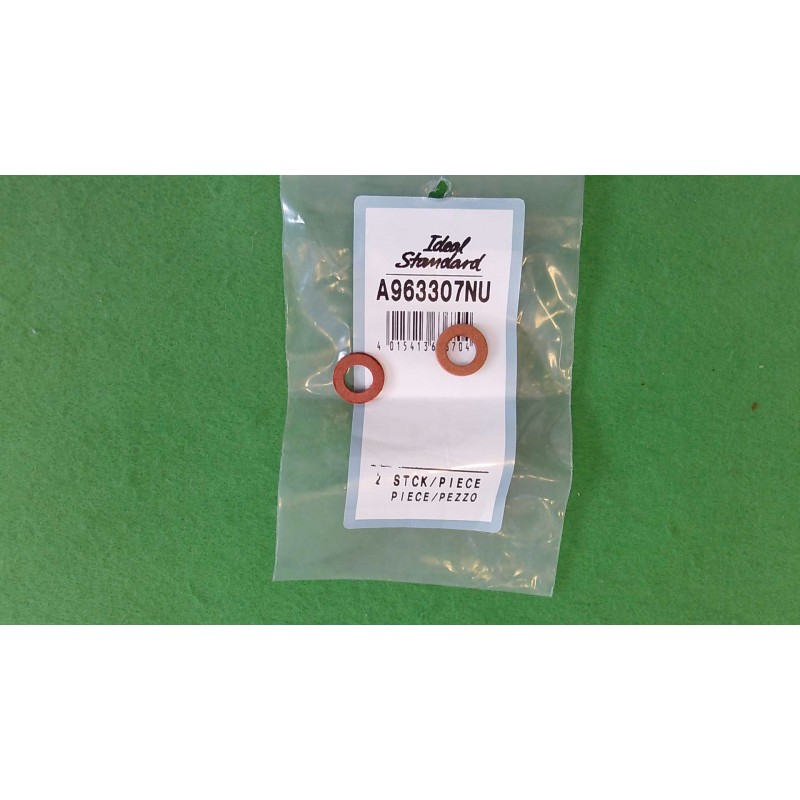 Ideal
Standard
A963307NU
2 STCK/PIECE
PIECE/PEZZO